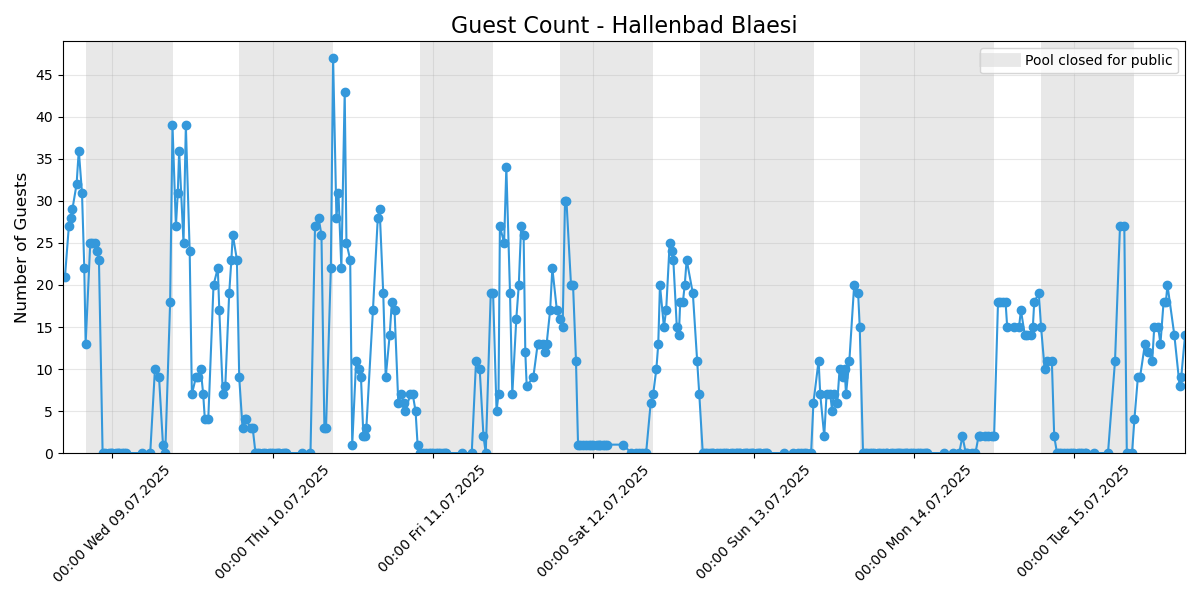 Guest Count - Hallenbad Blaesi
Pool closed for public
Number of Guests
45
40
35
30
25
20
15
10
5
0
00:00 Wed 09.07.2025
00:00 Thu 10.07.2025
00:00 Fri 11.07.2025
00:00 Sat 12.07.2025
00:00 Sun 13.07.2025
00:00 Mon 14.07.2025
00:00 Tue 15.07.2025